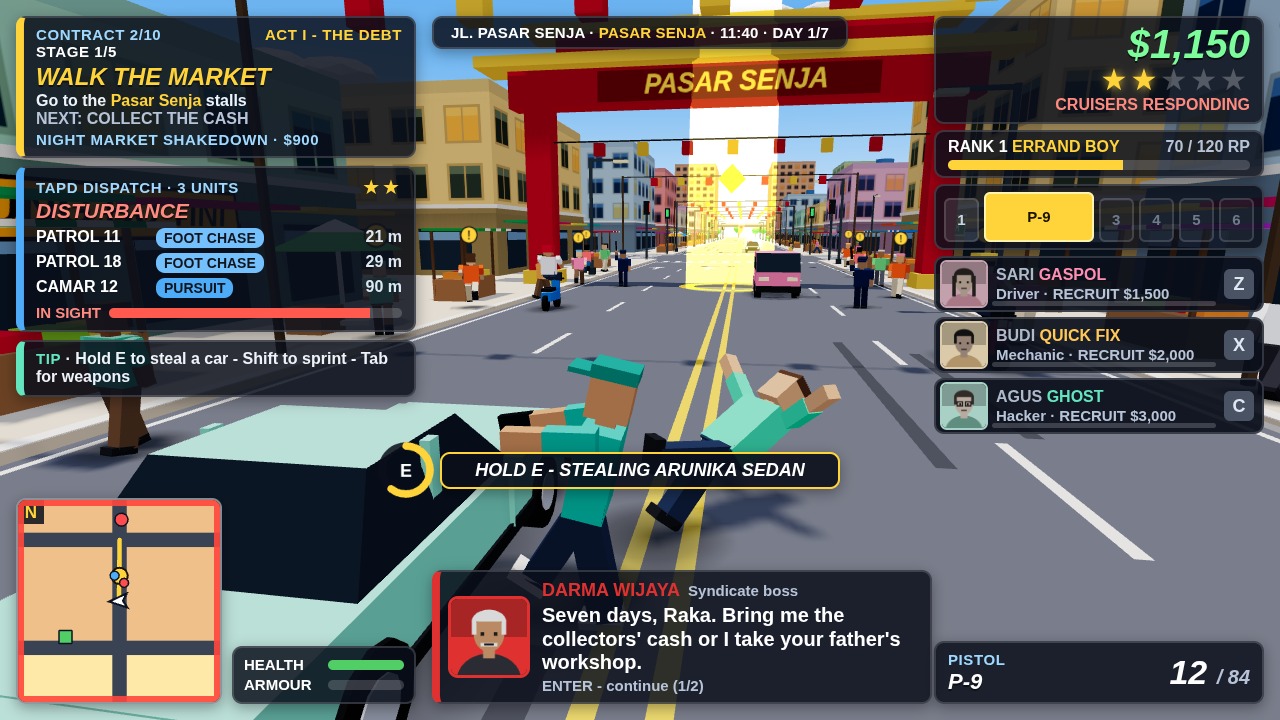 CONTRACT 2/10
ACT I - THE DEBT
STAGE 1/5
WALK THE MARKET
Go to the Pasar Senja stalls
NEXT: COLLECT THE CASH
NIGHT MARKET SHAKEDOWN · $900
TAPD DISPATCH · 3 UNITS
DISTURBANCE
PATROL 11 FOOT CHASE 21 m
PATROL 18 FOOT CHASE 29 m
CAMAR 12 PURSUIT 90 m
IN SIGHT
TIP · Hold E to steal a car - Shift to sprint - Tab
for weapons
JL. PASAR SENJA · PASAR SENJA · 11:40 · DAY 1/7
PASAR SENJA
$1,150
CRUISERS RESPONDING
RANK 1 ERRAND BOY 70 / 120 RP
1 P-9 3 4 5 6
SARI GASPOL
Driver · RECRUIT $1,500
Z
BUDI QUICK FIX
Mechanic · RECRUIT $2,000
X
AGUS GHOST
Hacker · RECRUIT $3,000
C
E
HOLD E - STEALING ARUNIKA SEDAN
N
HEALTH
ARMOUR
DARMA WIJAYA Syndicate boss
Seven days, Raka. Bring me the
collectors' cash or I take your father's
workshop.
ENTER - continue (1/2)
PISTOL
P-9
12 / 84